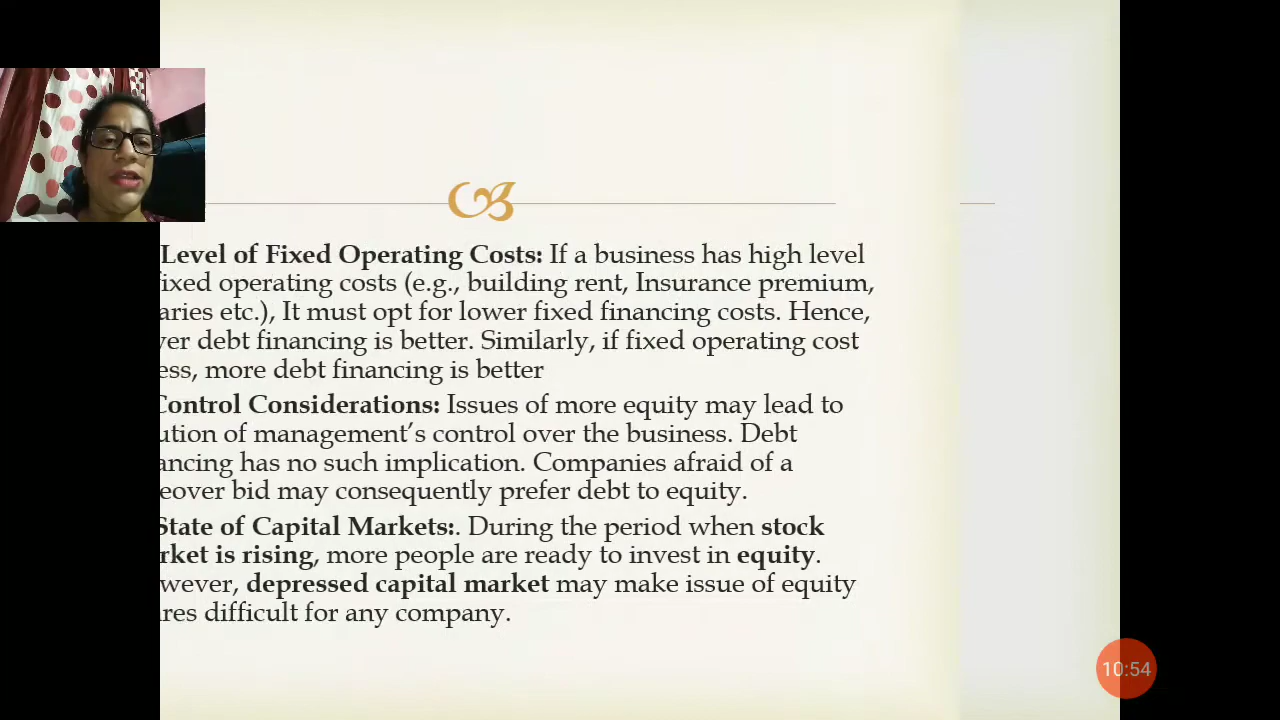 Level of Fixed Operating Costs: If a business has high level
fixed operating costs (e.g., building rent, Insurance premium,
aries etc.), It must opt for lower fixed financing costs. Hence,
ver debt financing is better. Similarly, if fixed operating cost
ess, more debt financing is better
Control Considerations: Issues of more equity may lead to
ution of management's control over the business. Debt
ancing has no such implication. Companies afraid of a
eover bid may consequently prefer debt to equity.
State of Capital Markets:. During the period when stock
rket is rising, more people are ready to invest in equity.
wever, depressed capital market may make issue of equity
res difficult for any company.
10:54